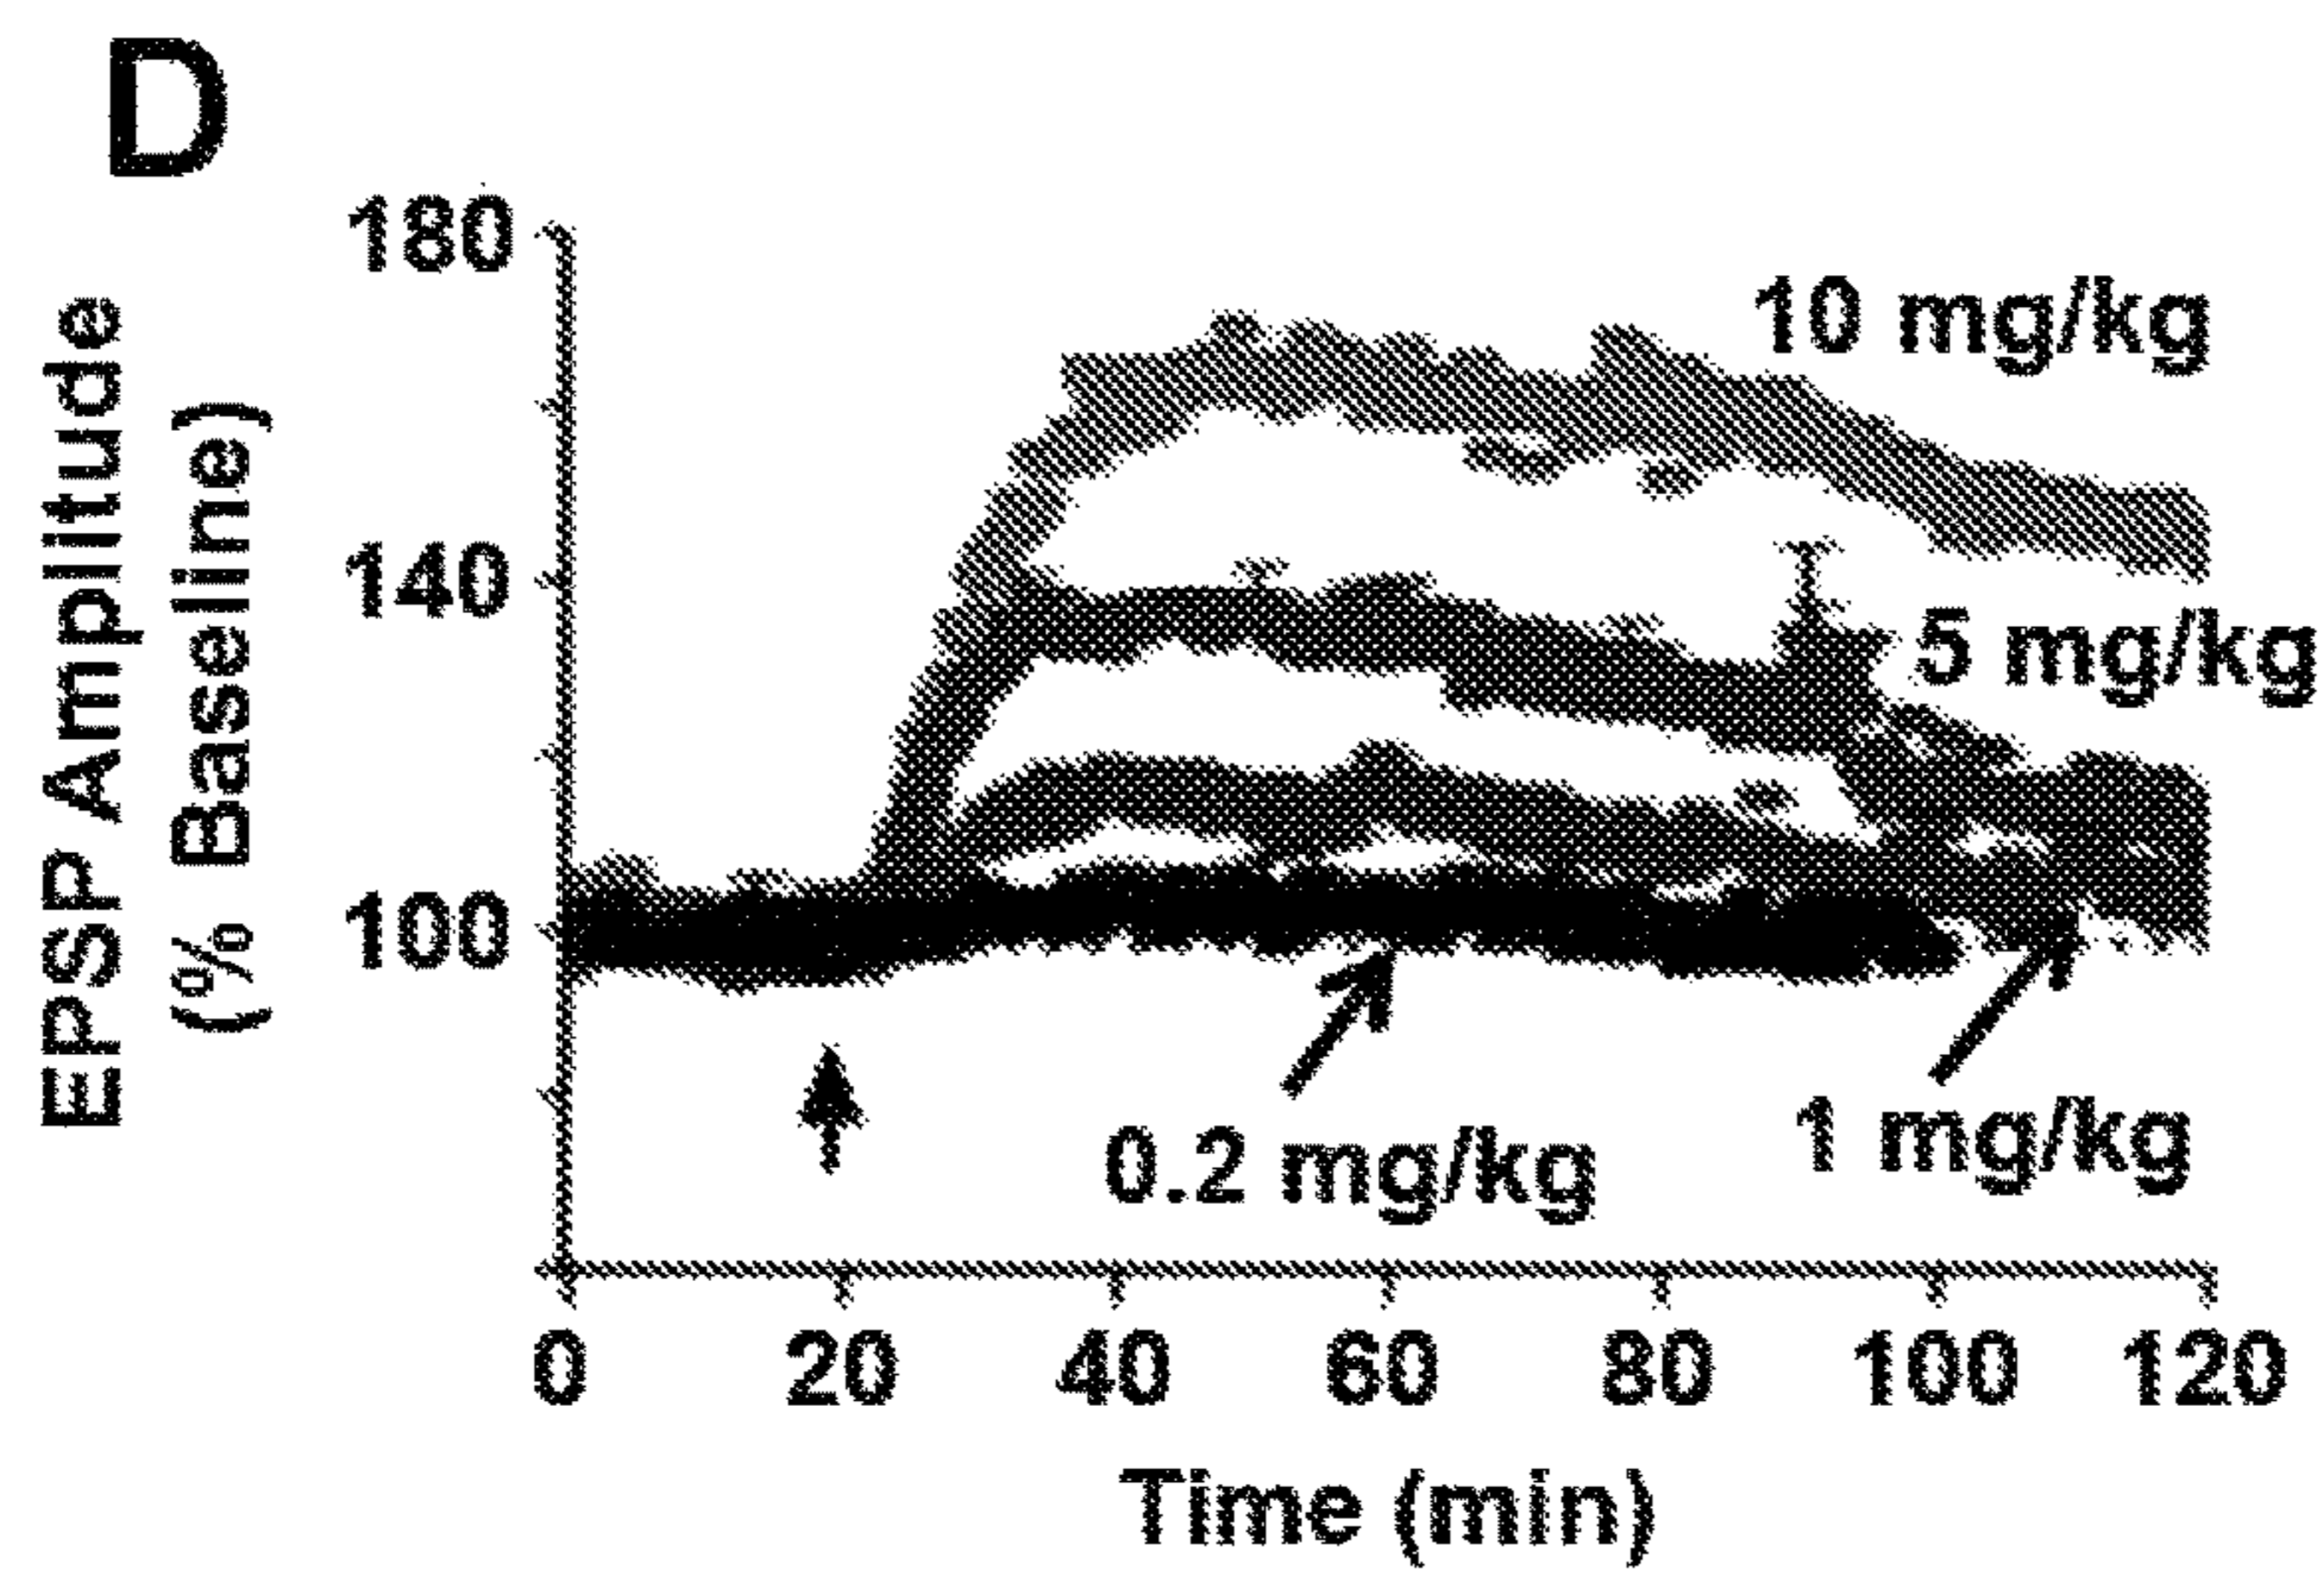 D
EPSP Amplitude
(% Baseline)
180
140
100
10 mg/kg
5 mg/kg
0.2 mg/kg
1 mg/kg
0 20 40 60 80 100 120
Time (min)